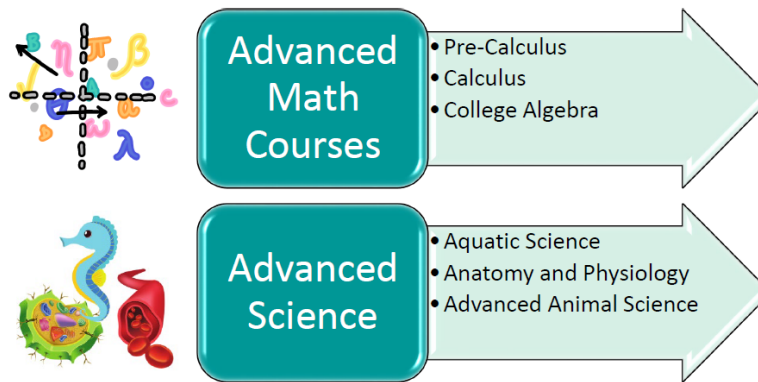 Advanced
Math
Courses
• Pre-Calculus
• Calculus
• College Algebra
Advanced
Science
• Aquatic Science
• Anatomy and Physiology
• Advanced Animal Science